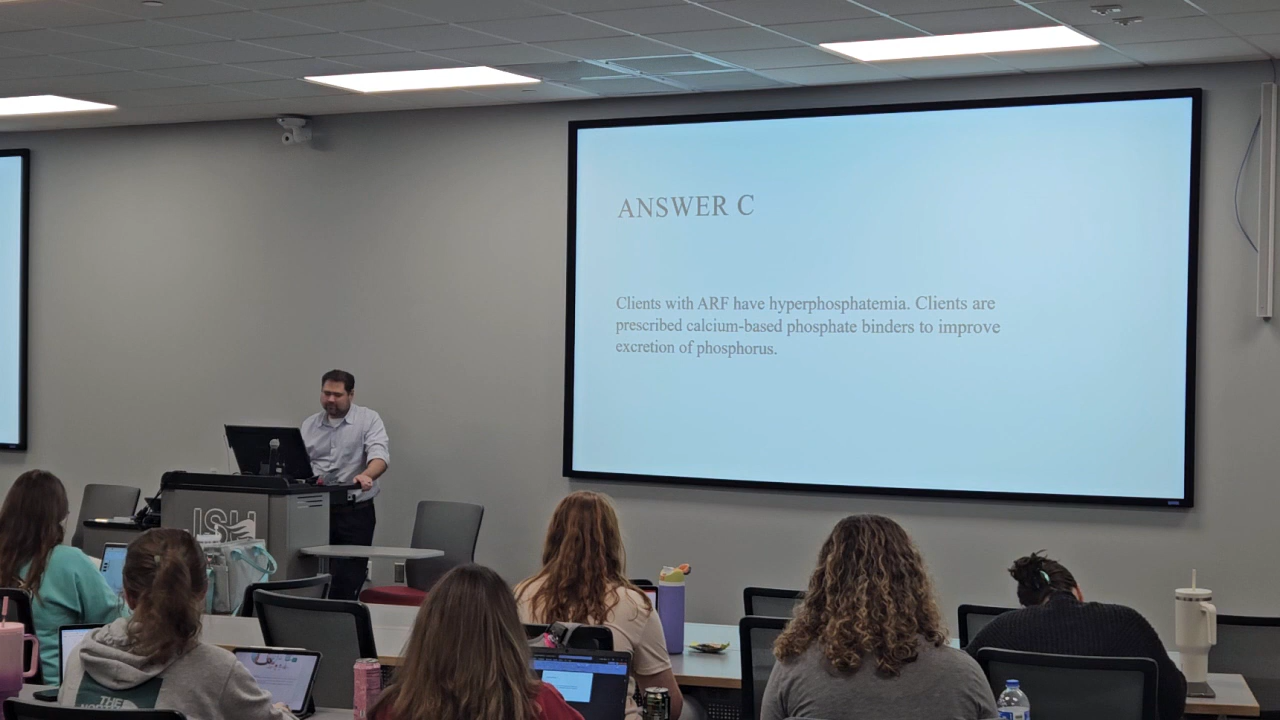 ANSWER C
Clients with ARF have hyperphosphatemia. Clients are
prescribed calcium-based phosphate binders to improve
excretion of phosphorus.
ISU
THE